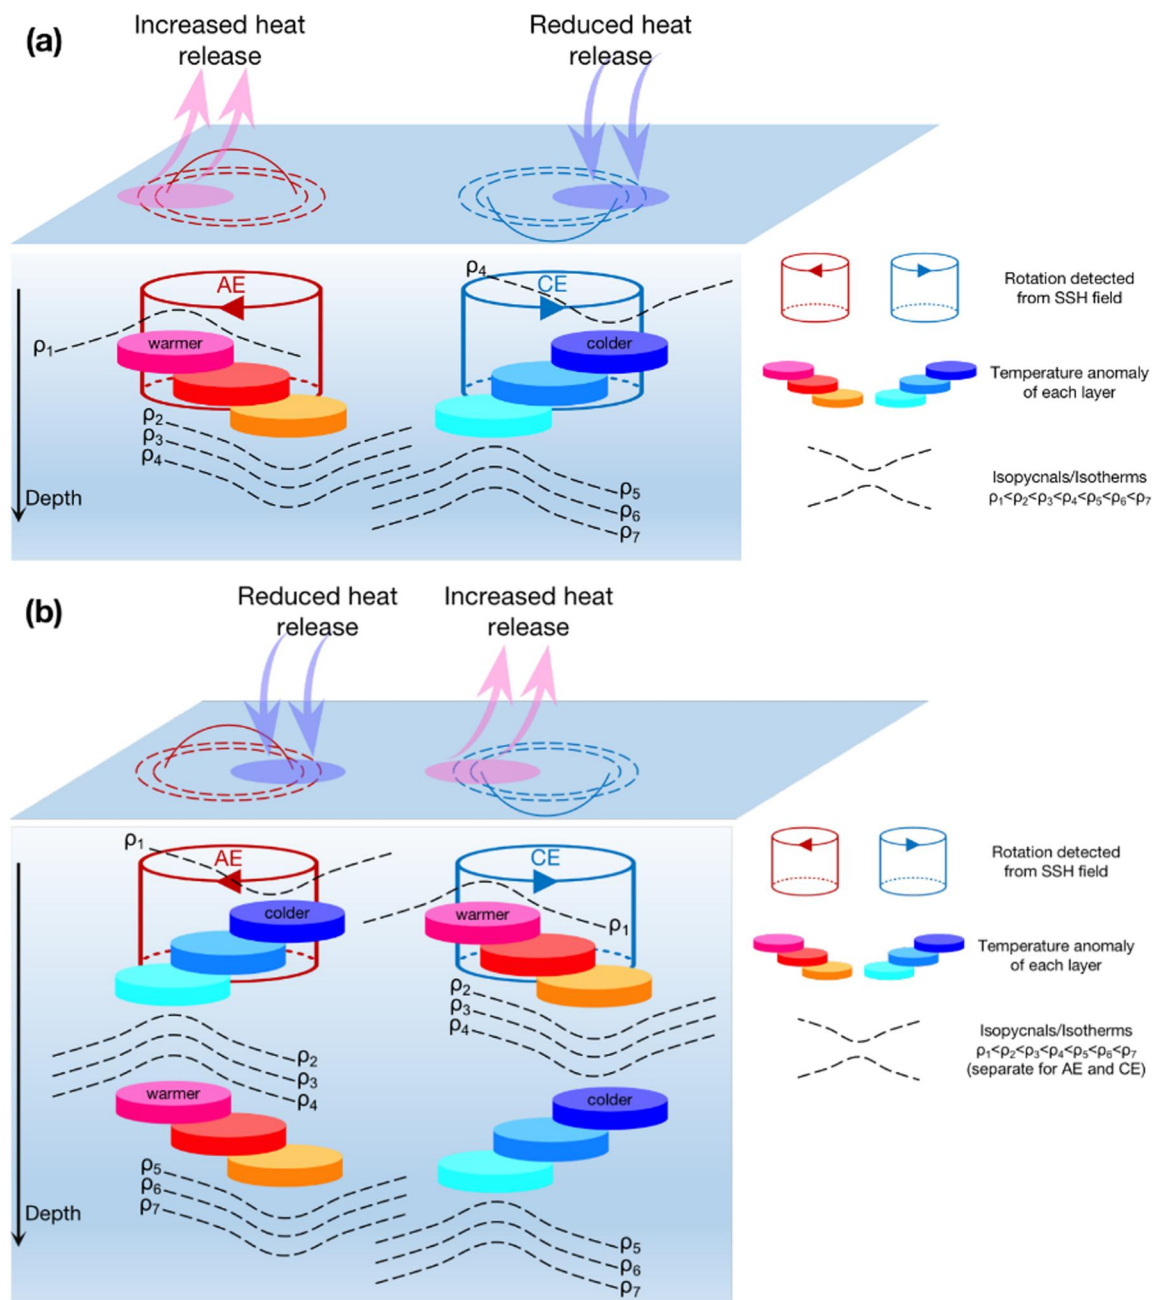 (a)
Increased heat
release
Reduced heat
release
AE
CE
ρ4
ρ1
warmer
colder
ρ2
ρ3
ρ4
ρ5
ρ6
ρ7
Depth
Rotation detected
from SSH field
Temperature anomaly
of each layer
Isopycnals/Isotherms
ρ1<ρ2<ρ3<ρ4<ρ5<ρ6<ρ7
(b)
Reduced heat
release
Increased heat
release
ρ1
AE
CE
colder
warmer
ρ1
ρ2
ρ3
ρ4
ρ2
ρ3
ρ4
warmer
colder
ρ5
ρ6
ρ7
ρ5
ρ6
ρ7
Depth
Rotation detected
from SSH field
Temperature anomaly
of each layer
Isopycnals/Isotherms
ρ1<ρ2<ρ3<ρ4<ρ5<ρ6<ρ7
(separate for AE and CE)